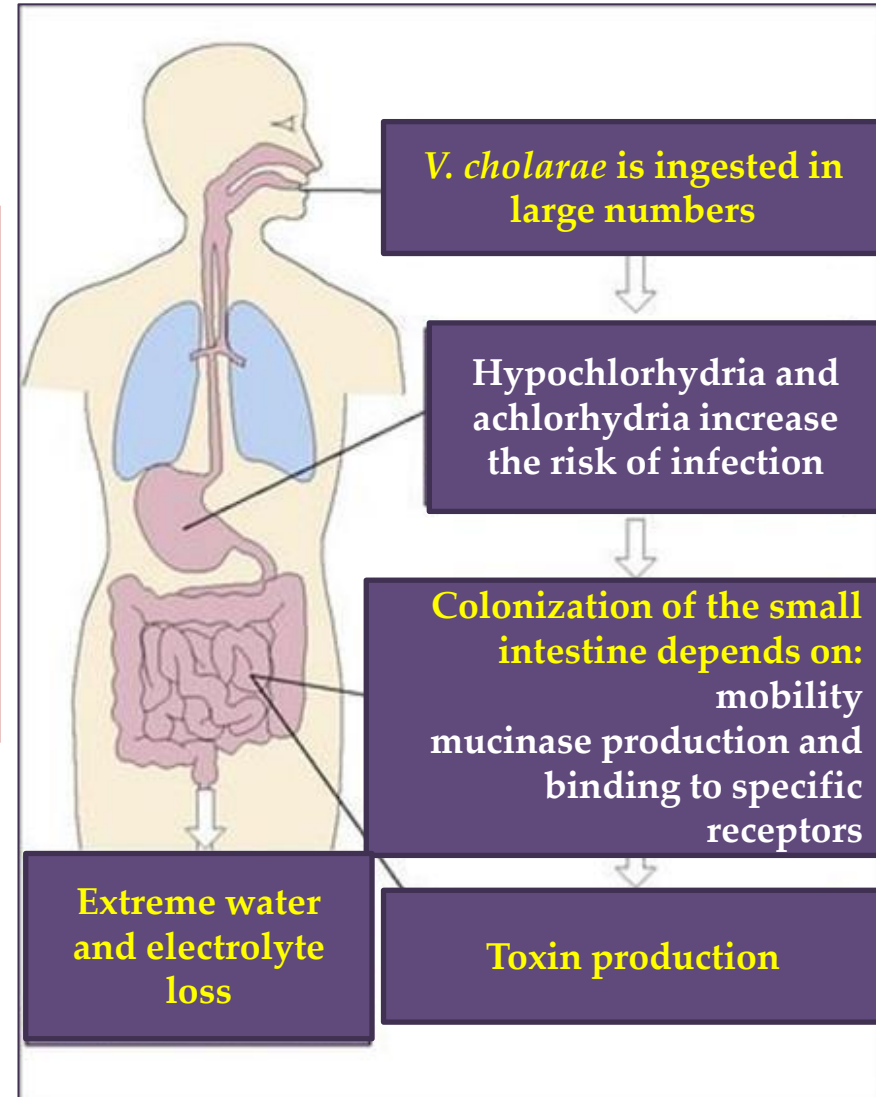 V. cholarae is ingested in
large numbers
Hypochlorhydria and
achlorhydria increase
the risk of infection
Colonization of the small
intestine depends on:
mobility
mucinase production and
binding to specific
receptors
Extreme water
and electrolyte
loss
Toxin production